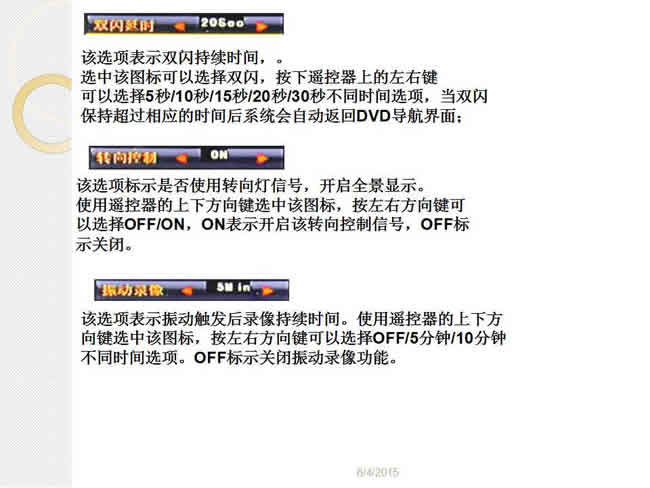 双闪延时 20Sec
该选项表示双闪持续时间，。
选中该图标可以选择双闪，按下遥控器上的左右键
可以选择5秒/10秒/15秒/20秒/30秒不同时间选项，当双闪
保持超过相应的时间后系统会自动返回DVD导航界面；
转向控制 ON
该选项标示是否使用转向灯信号，开启全景显示。
使用遥控器的上下方向键选中该图标，按左右方向键可
以选择OFF/ON，ON表示开启该转向控制信号，OFF标
示关闭。
振动录像 5Min
该选项表示振动触发后录像持续时间。使用遥控器的上下方
向键选中该图标，按左右方向键可以选择OFF/5分钟/10分钟
不同时间选项。OFF标示关闭振动录像功能。
6/4/2015